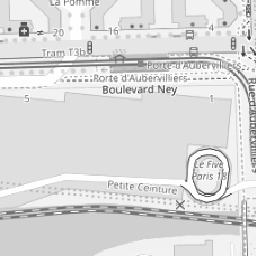 La Pomme
20
16
Tram T3b
Porte d'Aubervilliers
Porte d'Aubervilliers
Boulevard Ney
5
1
Le Five
Paris 18
Petite Ceinture